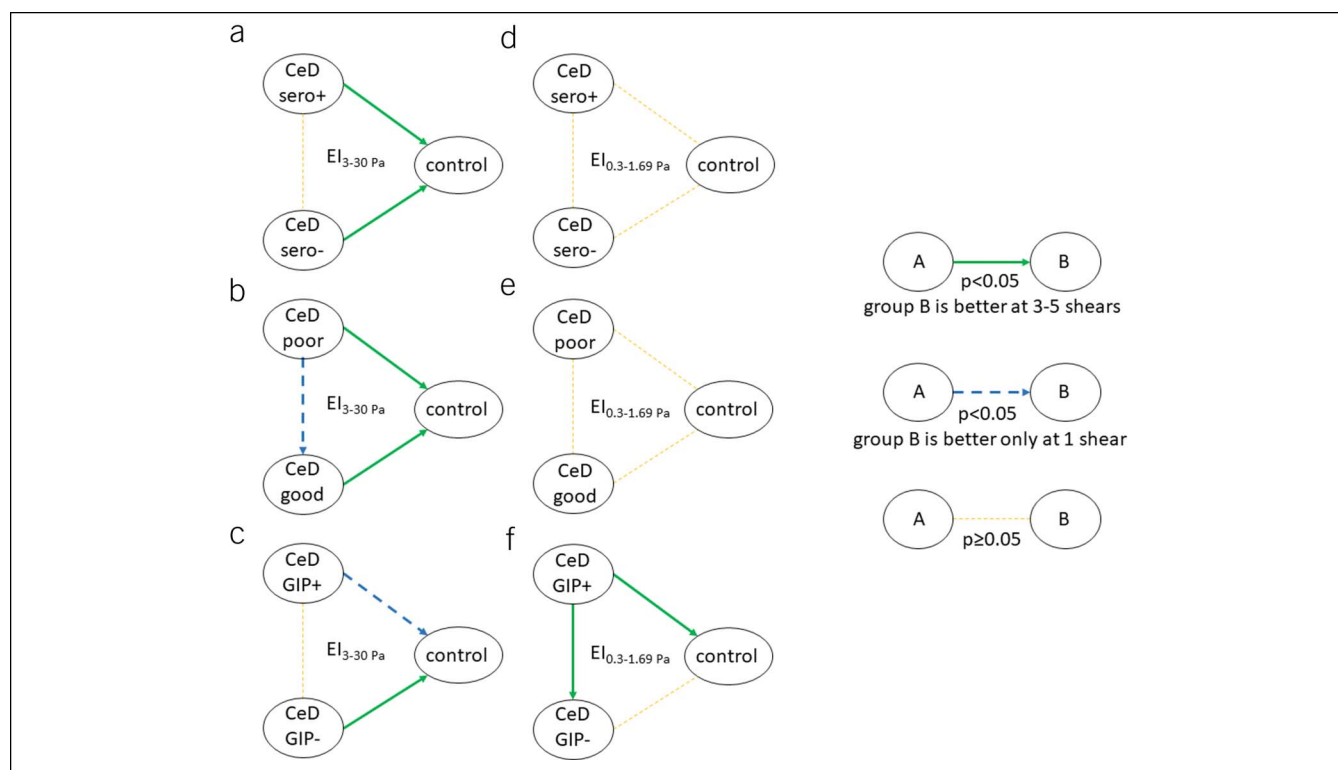 a
CeD
sero+
EI3-30 Pa
control
CeD
sero-
d
CeD
sero+
EI0.3-1.69 Pa
control
CeD
sero-
b
CeD
poor
EI3-30 Pa
control
CeD
good
e
CeD
poor
EI0.3-1.69 Pa
control
CeD
good
c
CeD
GIP+
EI3-30 Pa
control
CeD
GIP-
f
CeD
GIP+
EI0.3-1.69 Pa
control
CeD
GIP-
A
B
p<0.05
group B is better at 3-5 shears
A
B
p<0.05
group B is better only at 1 shear
A
B
p≥0.05